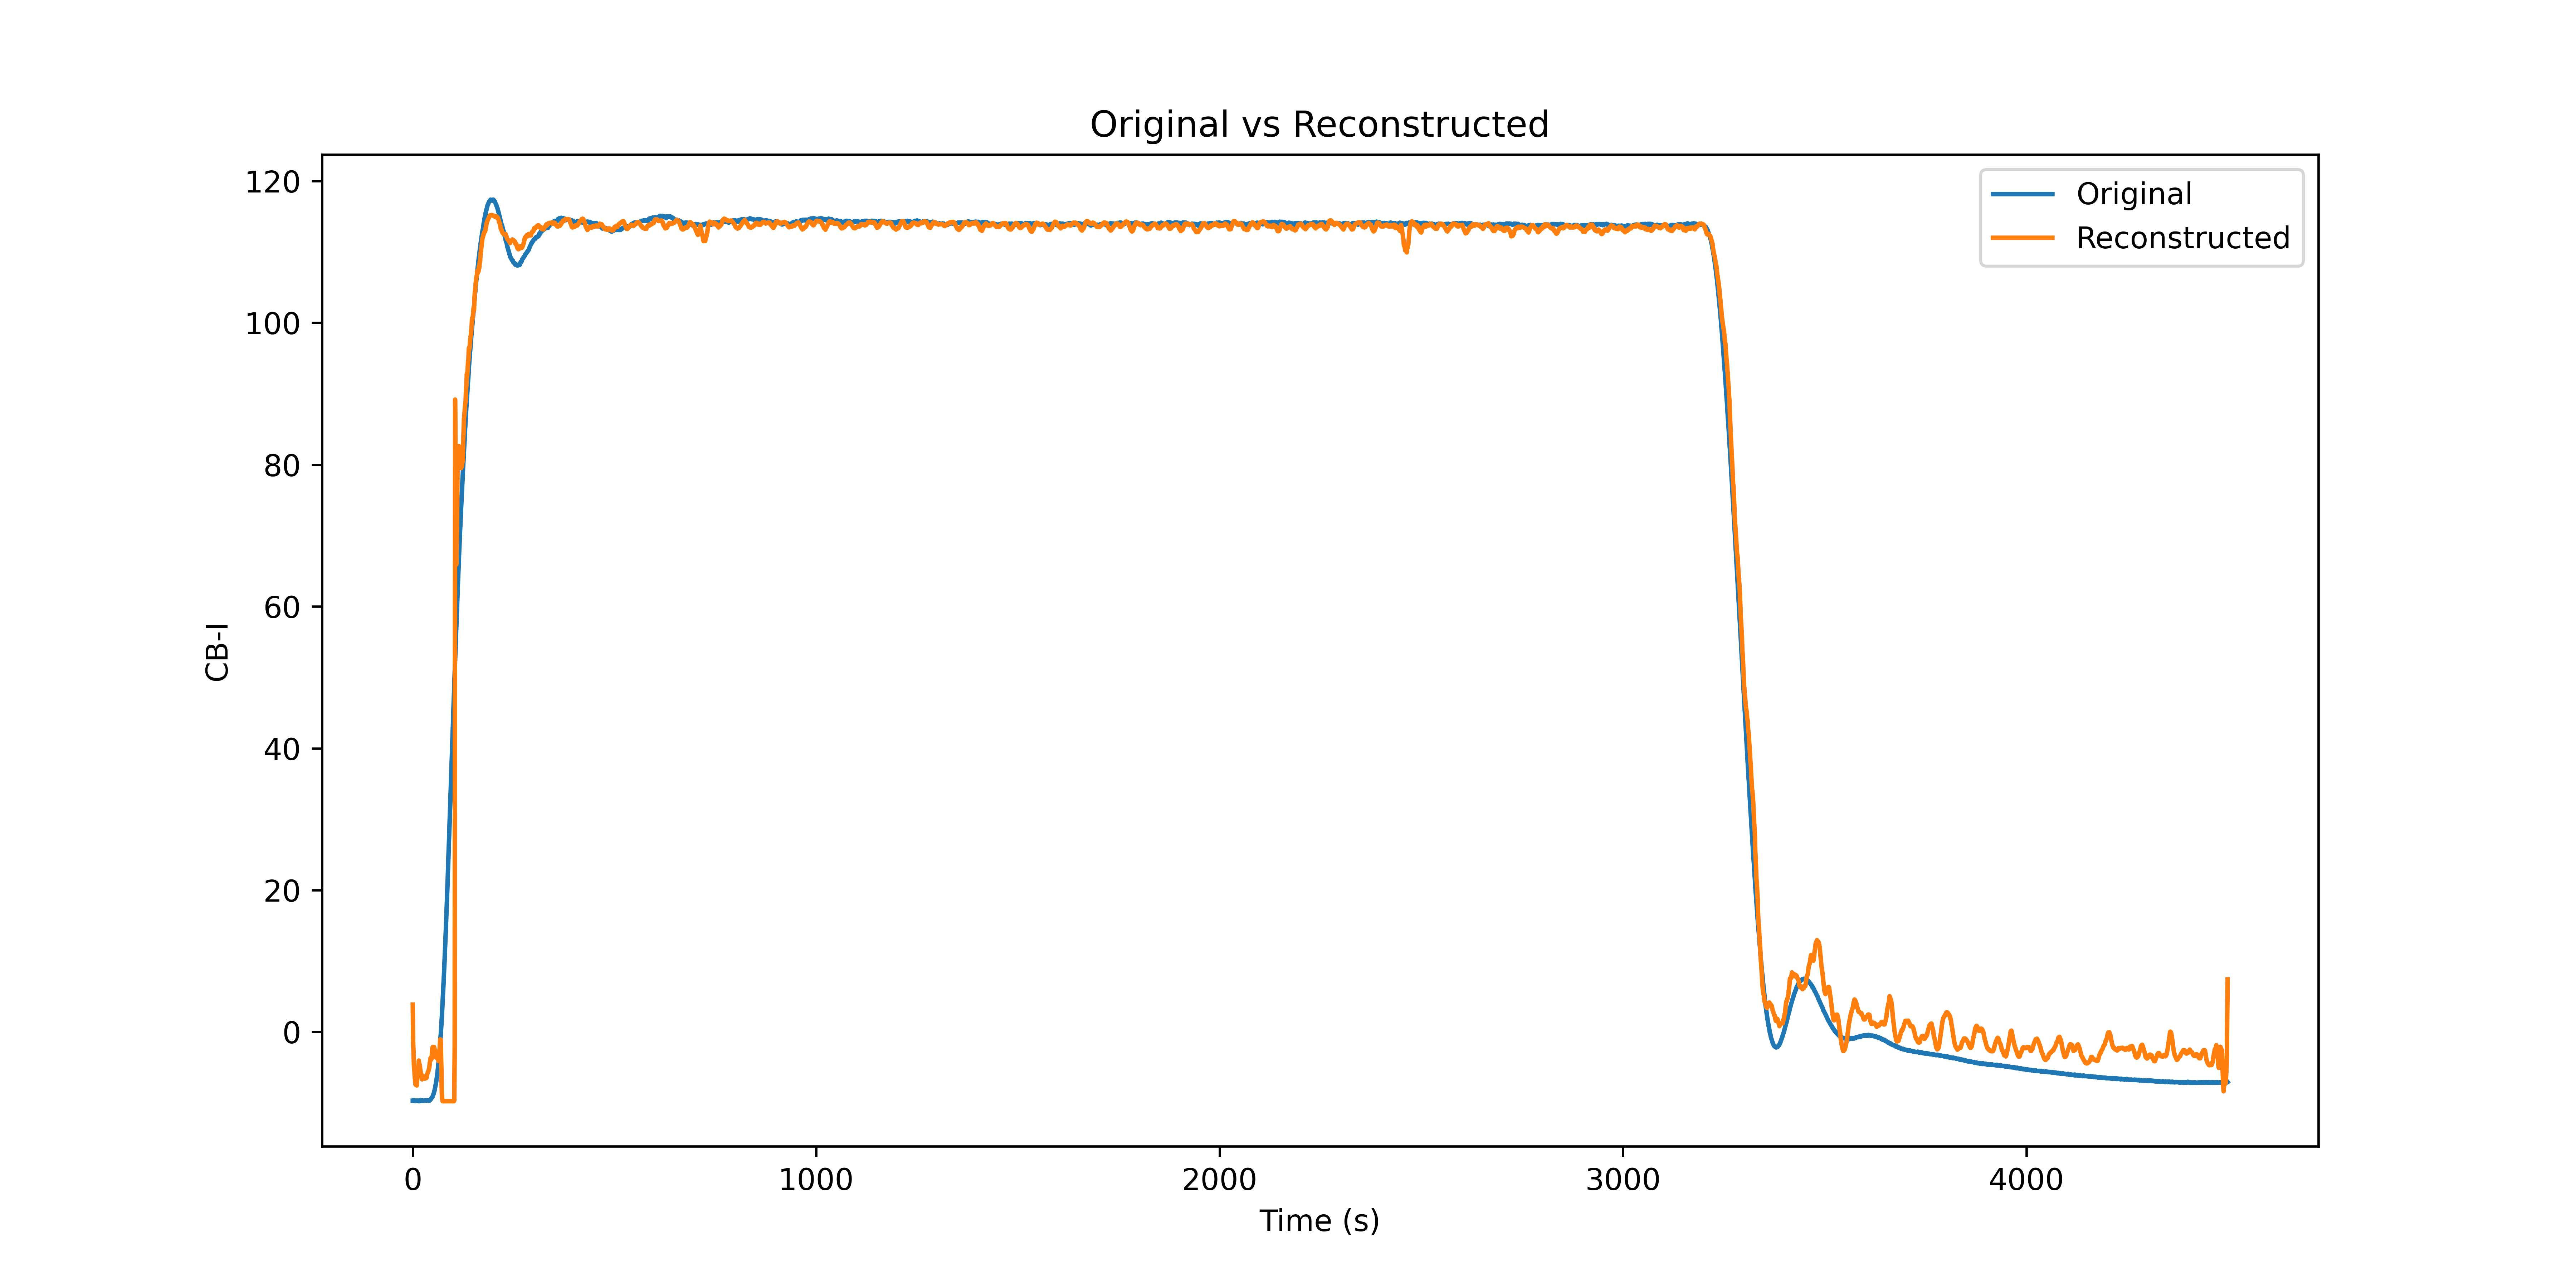 Original vs Reconstructed
Original
Reconstructed
120
100
80
60
40
20
0
CB-I
0 1000 2000 3000 4000
Time (s)